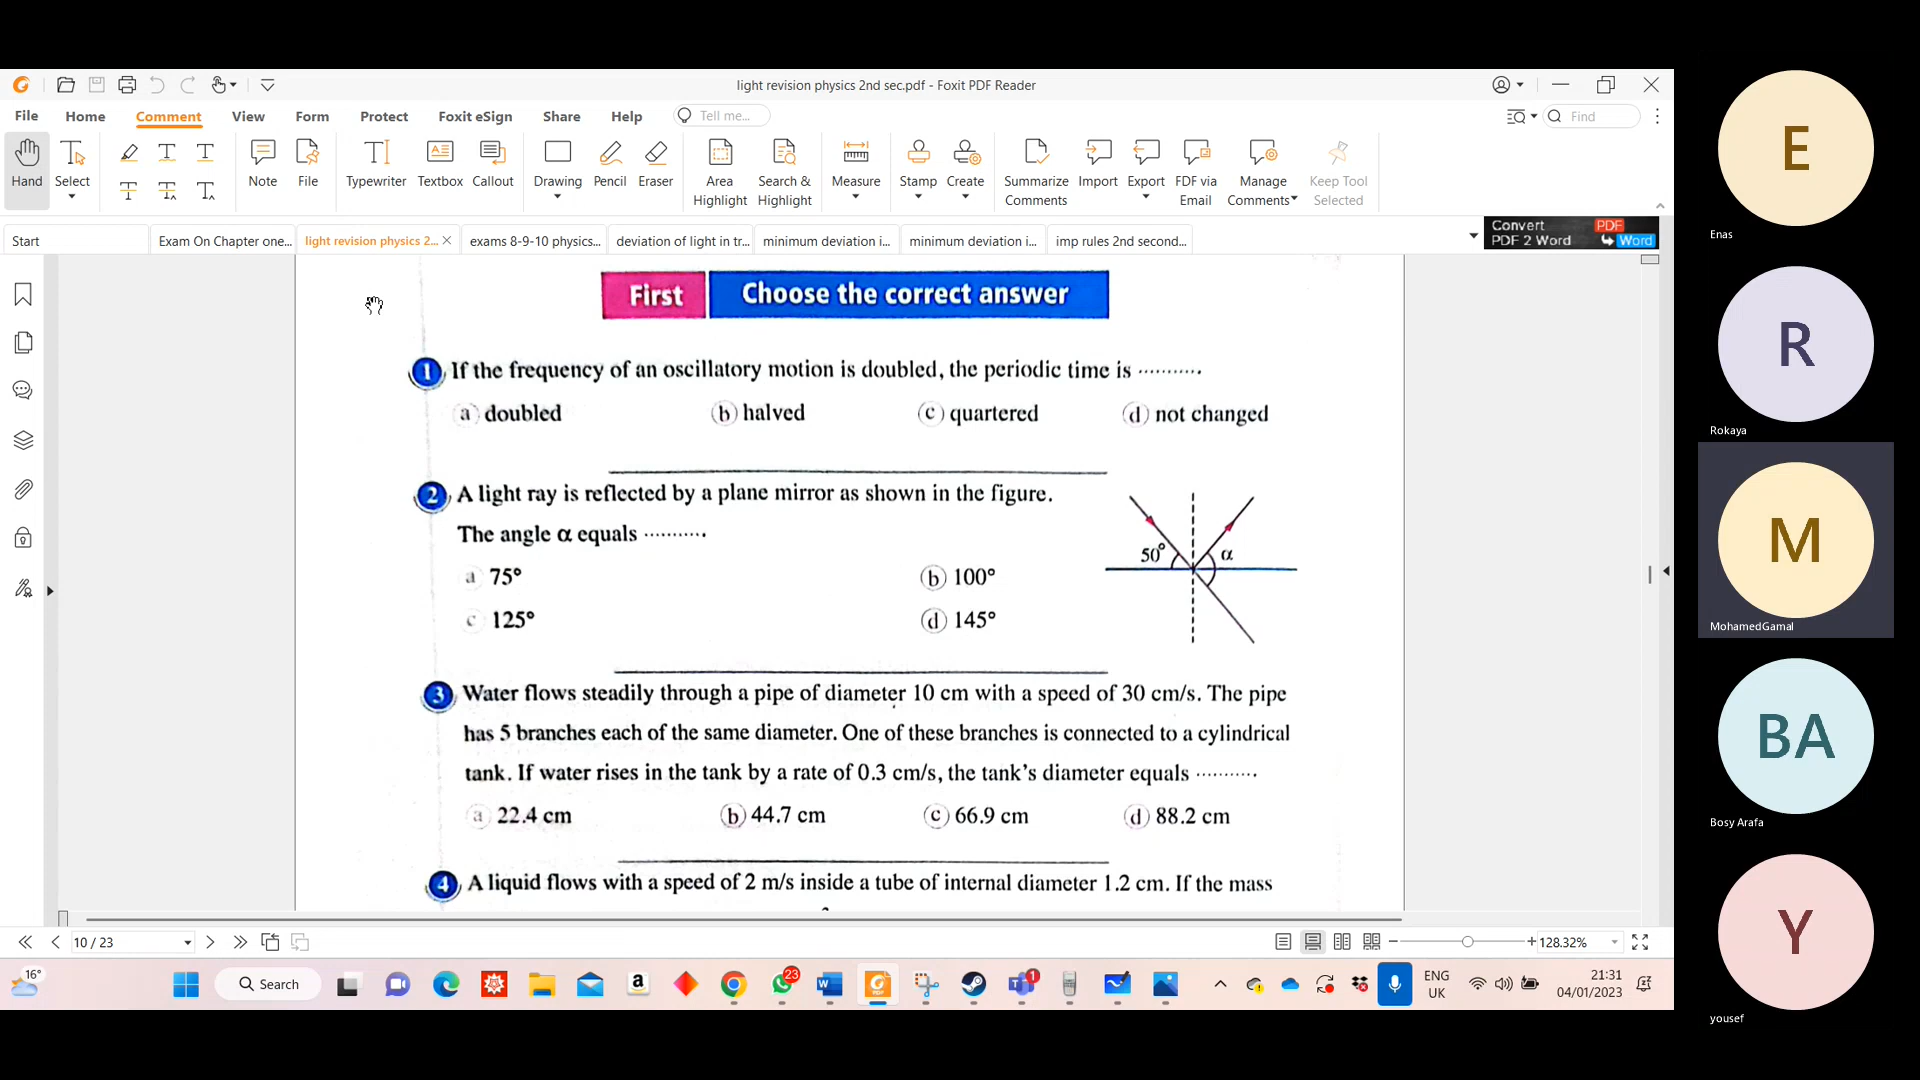 light revision physics 2nd sec.pdf - Foxit PDF Reader
File Home Comment View Form Protect Foxit eSign Share Help Tell me... Find
Hand Select Note File Typewriter Textbox Callout Drawing Pencil Eraser Area Highlight Search & Highlight Measure Stamp Create Summarize Comments Import Export FDF via Email Manage Comments Keep Tool Selected
Start Exam On Chapter one... light revision physics 2... exams 8-9-10 physics... deviation of light in tr... minimum deviation i... minimum deviation i... imp rules 2nd second...
Convert PDF
PDF 2 Word Word
First Choose the correct answer
1 If the frequency of an oscillatory motion is doubled, the periodic time is ..........
a doubled b halved c quartered d not changed
2 A light ray is reflected by a plane mirror as shown in the figure.
The angle α equals ..........
a 75° b 100°
c 125° d 145°
50° α
3 Water flows steadily through a pipe of diameter 10 cm with a speed of 30 cm/s. The pipe
has 5 branches each of the same diameter. One of these branches is connected to a cylindrical
tank. If water rises in the tank by a rate of 0.3 cm/s, the tank's diameter equals ..........
a 22.4 cm b 44.7 cm c 66.9 cm d 88.2 cm
4 A liquid flows with a speed of 2 m/s inside a tube of internal diameter 1.2 cm. If the mass
10 / 23 128.32%
16° Search 23 1 ENG UK 21:31
04/01/2023
E
Enas
R
Rokaya
M
MohamedGamal
BA
Bosy Arafa
Y
yousef